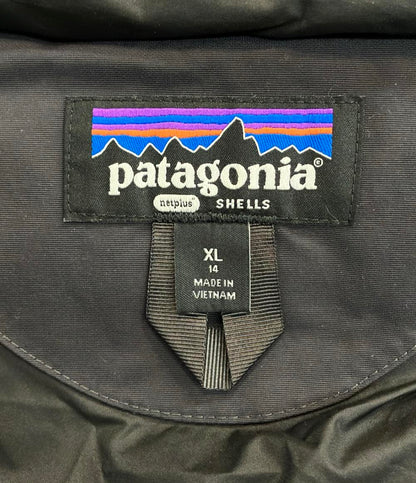 patagonia®
netplus® SHELLS
XL
14
MADE IN
VIETNAM